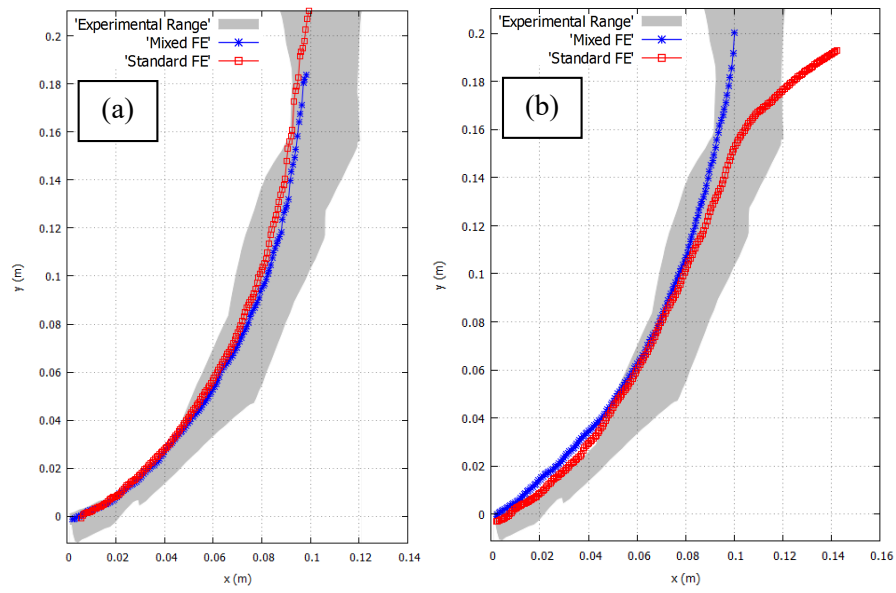 'Experimental Range'
'Mixed FE'
'Standard FE'
(a)
0.2
0.18
0.16
0.14
0.12
0.1
0.08
0.06
0.04
0.02
0
y (m)
0 0.02 0.04 0.06 0.08 0.1 0.12 0.14
x (m)
'Experimental Range'
'Mixed FE'
'Standard FE'
(b)
0.2
0.18
0.16
0.14
0.12
0.1
0.08
0.06
0.04
0.02
0
y (m)
0 0.02 0.04 0.06 0.08 0.1 0.12 0.14 0.16
x (m)